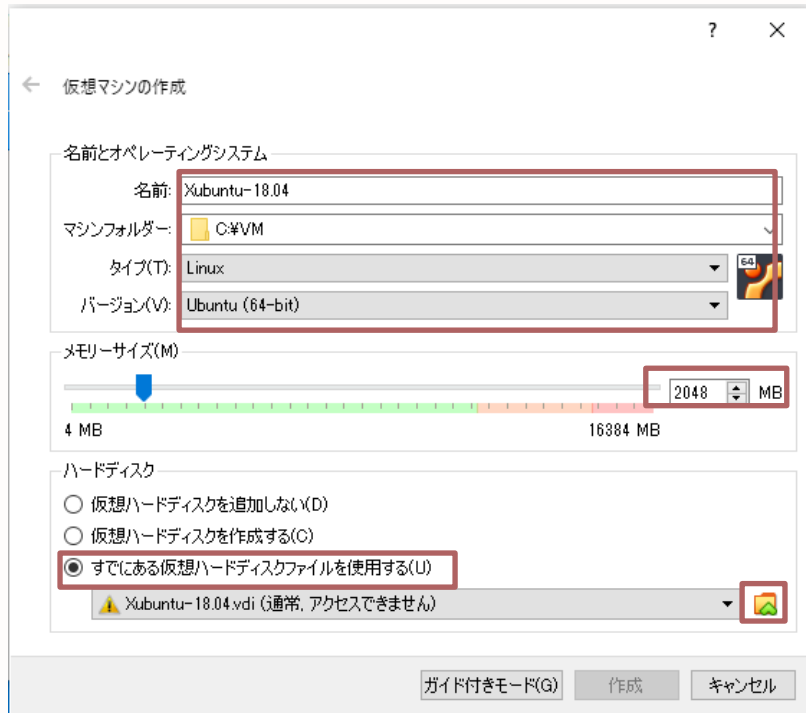 ?
仮想マシンの作成
名前とオペレーティングシステム
名前: Xubuntu-18.04
マシンフォルダー: C:¥VM
タイプ(T): Linux
64
バージョン(V): Ubuntu (64-bit)
メモリーサイズ(M)
2048 MB
4 MB 16384 MB
ハードディスク
仮想ハードディスクを追加しない(D)
仮想ハードディスクを作成する(C)
すでにある仮想ハードディスクファイルを使用する(U)
Xubuntu-18.04.vdi (通常, アクセスできません)
ガイド付きモード(G) 作成 キャンセル